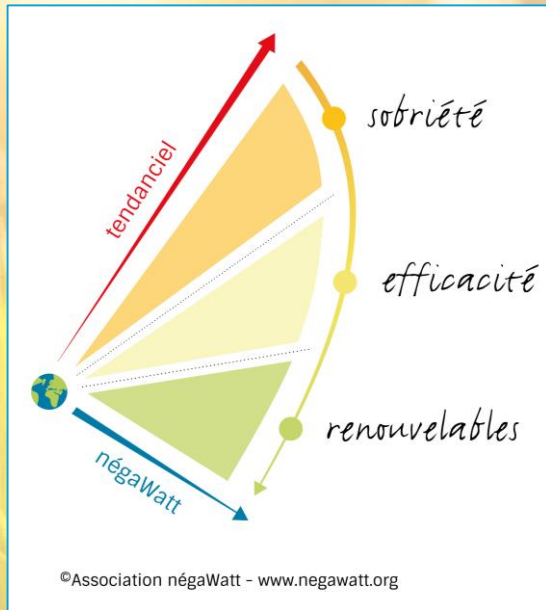 tendanciel
sobriété
efficacité
renouvelables
négaWatt
©Association négaWatt - www.negawatt.org